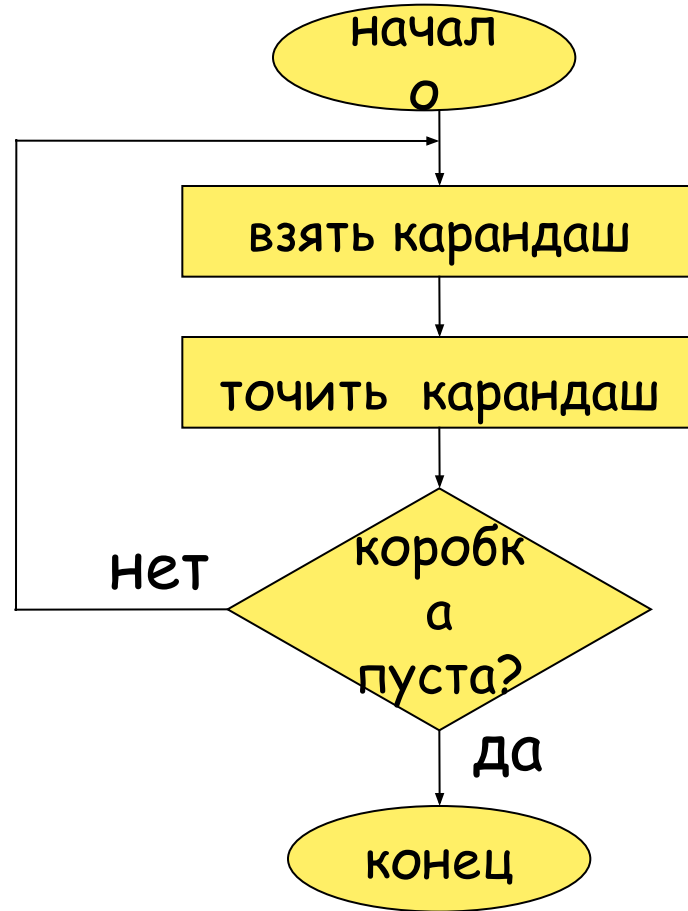 начал
о
взять карандаш
точить карандаш
коробк
а
пуста?
нет
да
конец